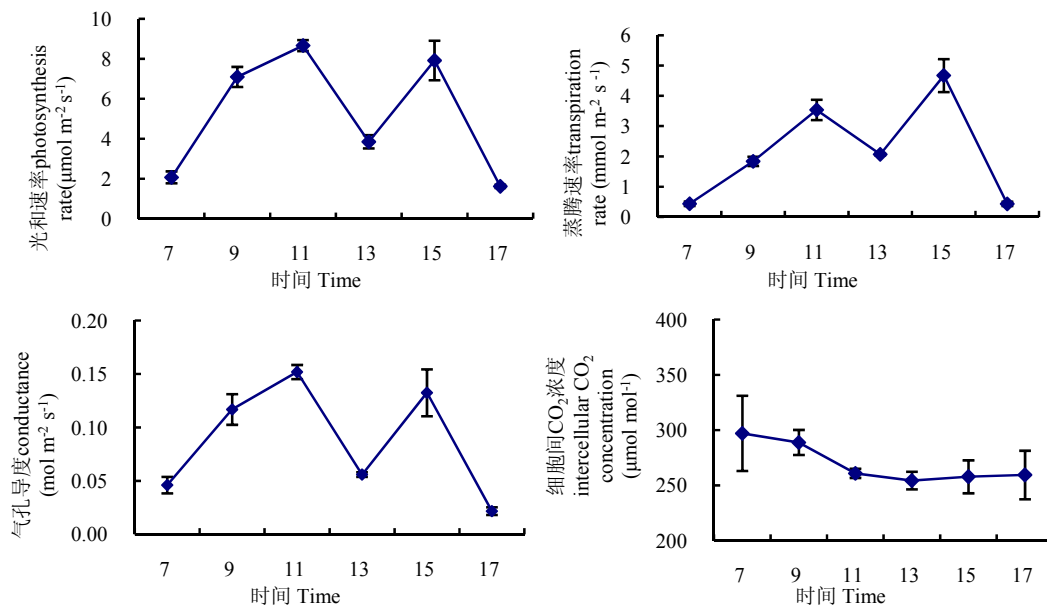 光和速率photosynthesis
rate(μmol m⁻² s⁻¹)
10
8
6
4
2
0
7 9 11 13 15 17
时间 Time
蒸腾速率transpiration
rate (mmol m-² s⁻¹)
6
5
4
3
2
1
0
7 9 11 13 15 17
时间 Time
气孔导度conductance
(mol m⁻² s⁻¹)
0.20
0.15
0.10
0.05
0.00
7 9 11 13 15 17
时间 Time
细胞间CO₂浓度
intercellular CO₂
concentration
(μmol mol⁻¹)
400
350
300
250
200
7 9 11 13 15 17
时间 Time